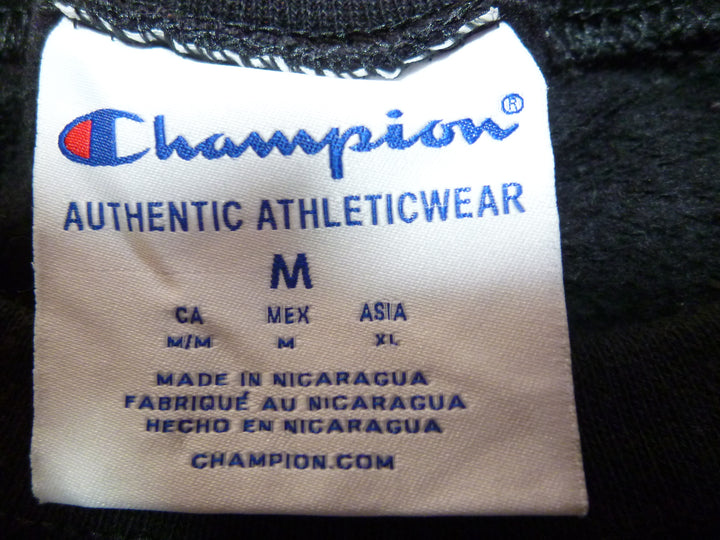 Champion®
AUTHENTIC ATHLETICWEAR
M
CA MEX ASIA
M/M M XL
MADE IN NICARAGUA
FABRIQUÉ AU NICARAGUA
HECHO EN NICARAGUA
CHAMPION.COM